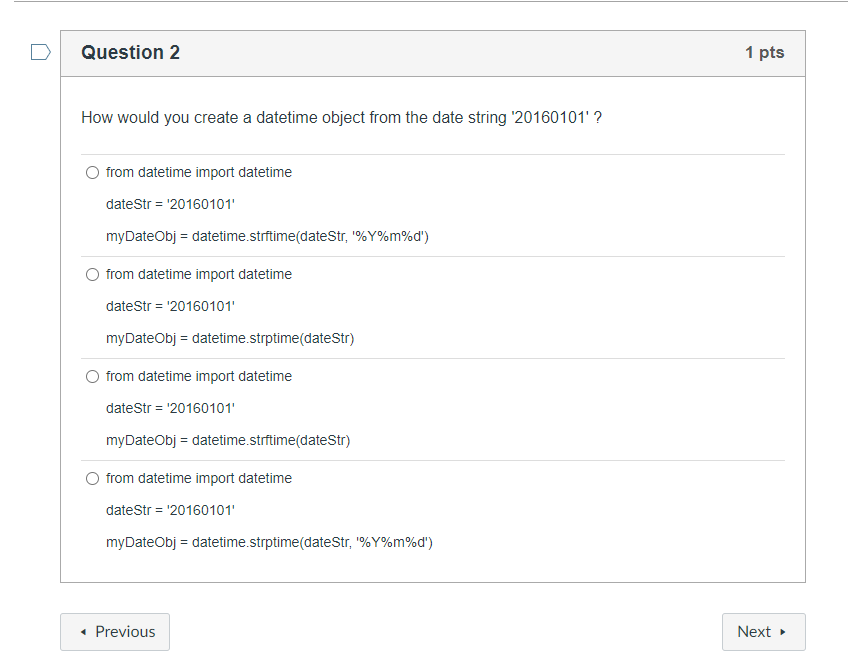 Question 2
1 pts
How would you create a datetime object from the date string '20160101' ?
from datetime import datetime
dateStr = '20160101'
myDateObj = datetime.strftime(dateStr, '%Y%m%d')
from datetime import datetime
dateStr = '20160101'
myDateObj = datetime.strptime(dateStr)
from datetime import datetime
dateStr = '20160101'
myDateObj = datetime.strftime(dateStr)
from datetime import datetime
dateStr = '20160101'
myDateObj = datetime.strptime(dateStr, '%Y%m%d')
Previous
Next